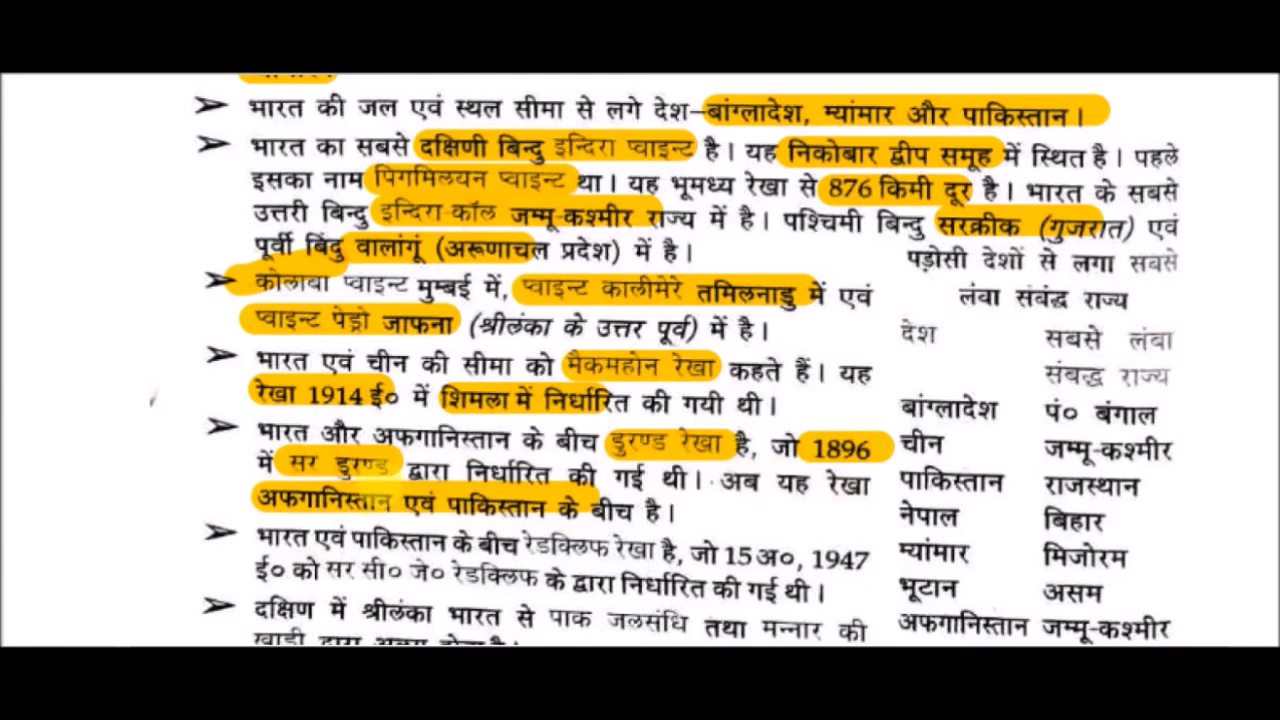 ➢ भारत की जल एवं स्थल सीमा से लगे देश–बांग्लादेश, म्यांमार और पाकिस्तान।
➢ भारत का सबसे दक्षिणी बिन्दु इन्दिरा प्वाइन्ट है। यह निकोबार द्वीप समूह में स्थित है। पहले
इसका नाम पिगमिलयन प्वाइन्ट था। यह भूमध्य रेखा से 876 किमी दूर है। भारत के सबसे
उत्तरी बिन्दु इन्दिरा-कॉल जम्मू-कश्मीर राज्य में है। पश्चिमी बिन्दु सरक्रीक (गुजरात) एवं
पूर्वी बिंदु वालांगूं (अरूणाचल प्रदेश) में है।
➢ कोलाबा प्वाइन्ट मुम्बई में, प्वाइन्ट कालीमेरे तमिलनाडु में एवं
प्वाइन्ट पेड्रो जाफना (श्रीलंका के उत्तर पूर्व) में है।
➢ भारत एवं चीन की सीमा को मैकमहोन रेखा कहते हैं। यह
रेखा 1914 ई० में शिमला में निर्धारित की गयी थी।
➢ भारत और अफगानिस्तान के बीच डुरण्ड रेखा है, जो 1896
में सर डुरण्ड द्वारा निर्धारित की गई थी। अब यह रेखा
अफगानिस्तान एवं पाकिस्तान के बीच है।
➢ भारत एवं पाकिस्तान के बीच रेडक्लिफ रेखा है, जो 15 अ०, 1947
ई० को सर सी० जे० रेडक्लिफ के द्वारा निर्धारित की गई थी।
➢ दक्षिण में श्रीलंका भारत से पाक जलसंधि तथा मन्नार की
पड़ोसी देशों से लगा सबसे
लंबा संबंद्ध राज्य
देश सबसे लंबा
संबद्ध राज्य
बांग्लादेश पं० बंगाल
चीन जम्मू-कश्मीर
पाकिस्तान राजस्थान
नेपाल बिहार
म्यांमार मिजोरम
भूटान असम
अफगानिस्तान जम्मू-कश्मीर